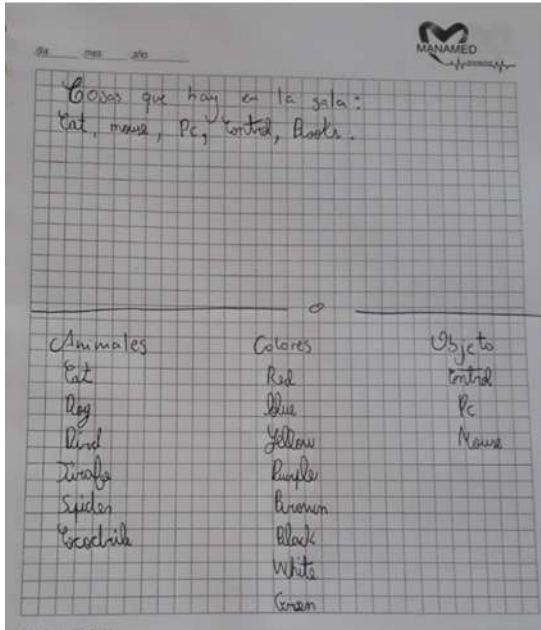 día mes año
MANAMED
Cosas que hay en la sala:
Cat, mouse, Pc, Control, Books.
Animales Colores Objeto
Cat Red Control
Dog Blue Pc
Bird Yellow Mouse
Jirafa Purple
Spider Brown
Cocodrile Black
White
Green